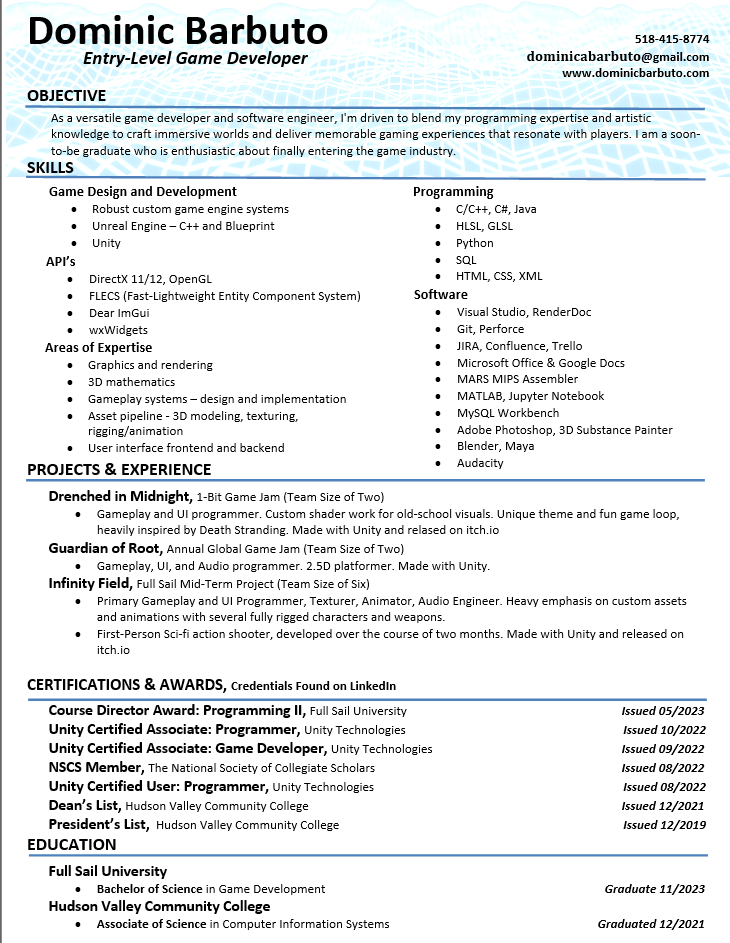 Dominic Barbuto
Entry-Level Game Developer
518-415-8774
dominicabarbuto@gmail.com
www.dominicbarbuto.com
OBJECTIVE
As a versatile game developer and software engineer, I'm driven to blend my programming expertise and artistic
knowledge to craft immersive worlds and deliver memorable gaming experiences that resonate with players. I am a soon-
to-be graduate who is enthusiastic about finally entering the game industry.
SKILLS
Game Design and Development
• Robust custom game engine systems
• Unreal Engine – C++ and Blueprint
• Unity
API’s
• DirectX 11/12, OpenGL
• FLECS (Fast-Lightweight Entity Component System)
• Dear ImGui
• wxWidgets
Areas of Expertise
• Graphics and rendering
• 3D mathematics
• Gameplay systems – design and implementation
• Asset pipeline - 3D modeling, texturing,
rigging/animation
• User interface frontend and backend
Programming
• C/C++, C#, Java
• HLSL, GLSL
• Python
• SQL
• HTML, CSS, XML
Software
• Visual Studio, RenderDoc
• Git, Perforce
• JIRA, Confluence, Trello
• Microsoft Office & Google Docs
• MARS MIPS Assembler
• MATLAB, Jupyter Notebook
• MySQL Workbench
• Adobe Photoshop, 3D Substance Painter
• Blender, Maya
• Audacity
PROJECTS & EXPERIENCE
Drenched in Midnight, 1-Bit Game Jam (Team Size of Two)
• Gameplay and UI programmer. Custom shader work for old-school visuals. Unique theme and fun game loop,
heavily inspired by Death Stranding. Made with Unity and relased on itch.io
Guardian of Root, Annual Global Game Jam (Team Size of Two)
• Gameplay, UI, and Audio programmer. 2.5D platformer. Made with Unity.
Infinity Field, Full Sail Mid-Term Project (Team Size of Six)
• Primary Gameplay and UI Programmer, Texturer, Animator, Audio Engineer. Heavy emphasis on custom assets
and animations with several fully rigged characters and weapons.
• First-Person Sci-fi action shooter, developed over the course of two months. Made with Unity and released on
itch.io
CERTIFICATIONS & AWARDS, Credentials Found on LinkedIn
Course Director Award: Programming II, Full Sail University Issued 05/2023
Unity Certified Associate: Programmer, Unity Technologies Issued 10/2022
Unity Certified Associate: Game Developer, Unity Technologies Issued 09/2022
NSCS Member, The National Society of Collegiate Scholars Issued 08/2022
Unity Certified User: Programmer, Unity Technologies Issued 08/2022
Dean’s List, Hudson Valley Community College Issued 12/2021
President’s List, Hudson Valley Community College Issued 12/2019
EDUCATION
Full Sail University
• Bachelor of Science in Game Development Graduate 11/2023
Hudson Valley Community College
• Associate of Science in Computer Information Systems Graduated 12/2021